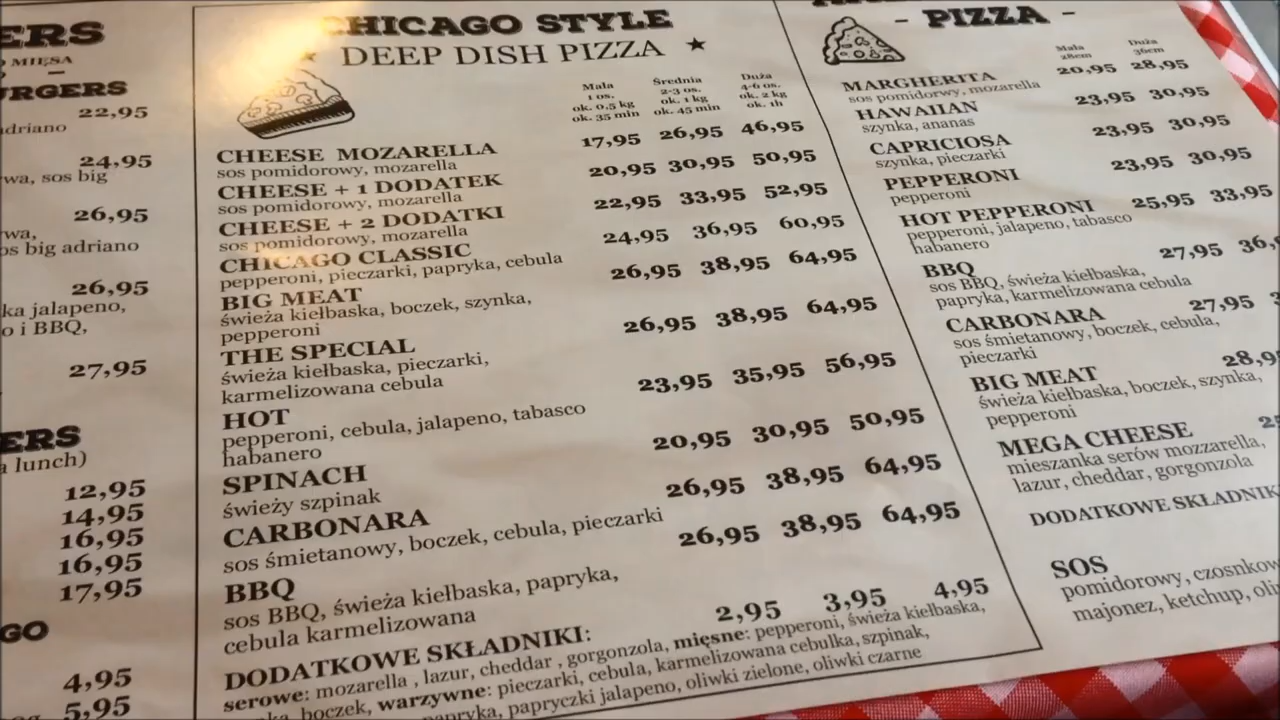 ERS
MIĘSA
URGERS
22,95
adriano
24,95
wa, sos big
26,95
wa,
os big adriano
26,95
ka jalapeno,
o i BBQ,
27,95
ERS
a lunch)
12,95
14,95
16,95
16,95
17,95
GO
4,95
5,95
CHICAGO STYLE
★ DEEP DISH PIZZA ★
Mała Średnia Duża
1 os. 2-3 os. 4-6 os.
ok. 0,5 kg ok. 1 kg ok. 2 kg
ok. 35 min ok. 45 min ok. 1h
CHEESE MOZARELLA 17,95 26,95 46,95
sos pomidorowy, mozarella
CHEESE + 1 DODATEK 20,95 30,95 50,95
sos pomidorowy, mozarella
CHEESE + 2 DODATKI 22,95 33,95 52,95
sos pomidorowy, mozarella
CHICAGO CLASSIC 24,95 36,95 60,95
pepperoni, pieczarki, papryka, cebula
BIG MEAT 26,95 38,95 64,95
świeża kiełbaska, boczek, szynka,
pepperoni
THE SPECIAL 26,95 38,95 64,95
świeża kiełbaska, pieczarki,
karmelizowana cebula
HOT 23,95 35,95 56,95
pepperoni, cebula, jalapeno, tabasco
habanero
SPINACH 20,95 30,95 50,95
świeży szpinak
CARBONARA 26,95 38,95 64,95
sos śmietanowy, boczek, cebula, pieczarki
BBQ 26,95 38,95 64,95
sos BBQ, świeża kiełbaska, papryka,
cebula karmelizowana
DODATKOWE SKŁADNIKI: 2,95 3,95 4,95
serowe: mozarella , lazur, cheddar , gorgonzola, mięsne: pepperoni, świeża kiełbaska,
boczek, warzywne: pieczarki, cebula, karmelizowana cebulka, szpinak,
papryka, papryczki jalapeno, oliwki zielone, oliwki czarne
- PIZZA -
Mała Duża
28cm 36cm
MARGHERITA 20,95 28,95
sos pomidorwy, mozarella
HAWAIIAN 23,95 30,95
szynka, ananas
CAPRICIOSA 23,95 30,95
szynka, pieczarki
PEPPERONI 23,95 30,95
pepperoni
HOT PEPPERONI 25,95 33,95
pepperoni, jalapeno, tabasco
habanero
BBQ 27,95 36,
sos BBQ, świeża kiełbaska,
papryka, karmelizowana cebula
CARBONARA 27,95
sos śmietanowy, boczek, cebula,
pieczarki
BIG MEAT 28,95
świeża kiełbaska, boczek, szynka,
pepperoni
MEGA CHEESE
mieszanka serów mozzarella,
lazur, cheddar, gorgonzola
DODATKOWE SKŁADNIKI
SOS
pomidorowy, czosnkow
majonez, ketchup, oli